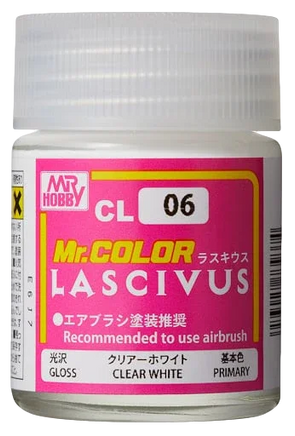 MR
HOBBY
CL 06
Mr.COLOR ラスキウス
LASCIVUS
●エアブラシ塗装推奨
Recommended to use airbrush
光沢 クリアーホワイト 基本色
GLOSS CLEAR WHITE PRIMARY